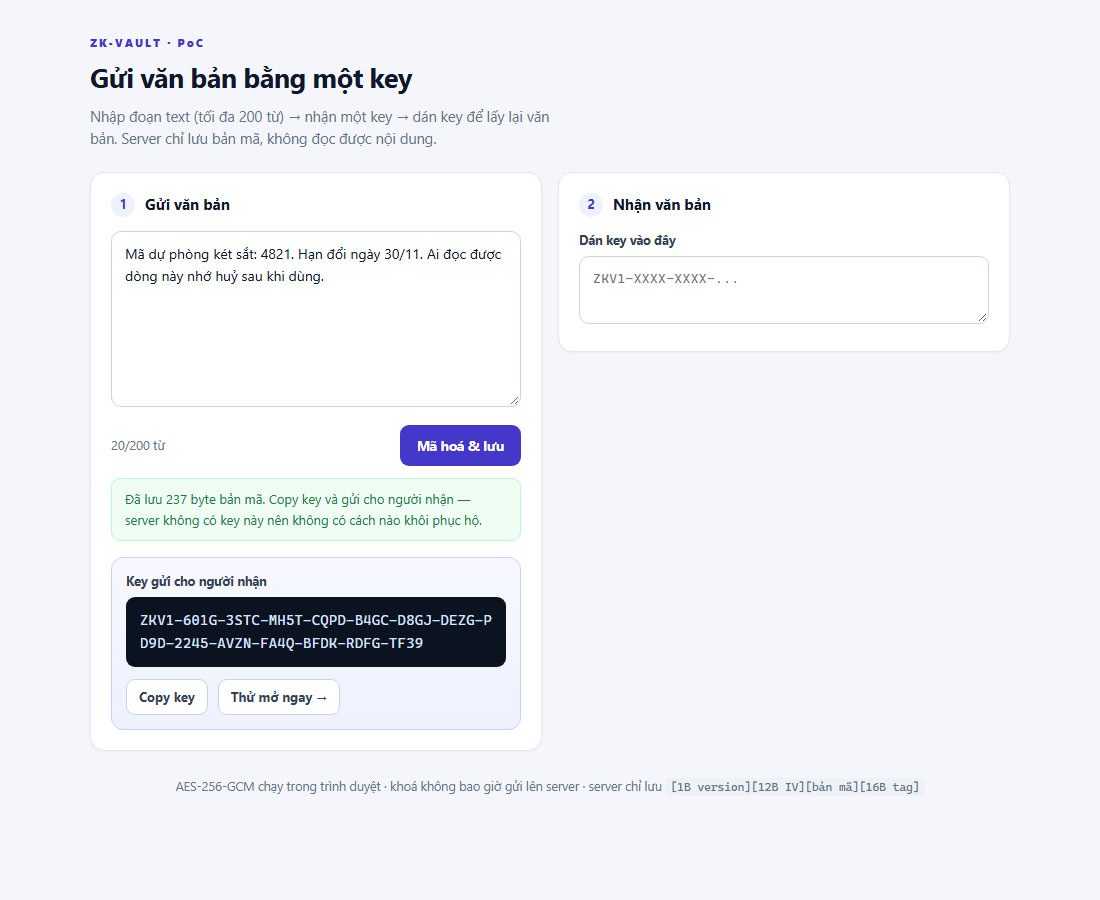 ZK-VAULT · PoC
Gửi văn bản bằng một key
Nhập đoạn text (tối đa 200 từ) → nhận một key → dán key để lấy lại văn
bản. Server chỉ lưu bản mã, không đọc được nội dung.
1 Gửi văn bản
Mã dự phòng két sắt: 4821. Hạn đổi ngày 30/11. Ai đọc được
dòng này nhớ huỷ sau khi dùng.
20/200 từ
Mã hoá & lưu
Đã lưu 237 byte bản mã. Copy key và gửi cho người nhận —
server không có key này nên không có cách nào khôi phục hộ.
Key gửi cho người nhận
ZKV1-601G-3STC-MH5T-CQPD-B4GC-D8GJ-DEZG-P
D9D-2245-AVZN-FA4Q-BFDK-RDFG-TF39
Copy key
Thử mở ngay →
2 Nhận văn bản
Dán key vào đây
ZKV1-XXXX-XXXX-...
AES-256-GCM chạy trong trình duyệt · khoá không bao giờ gửi lên server · server chỉ lưu [1B version][12B IV][bản mã][16B tag]